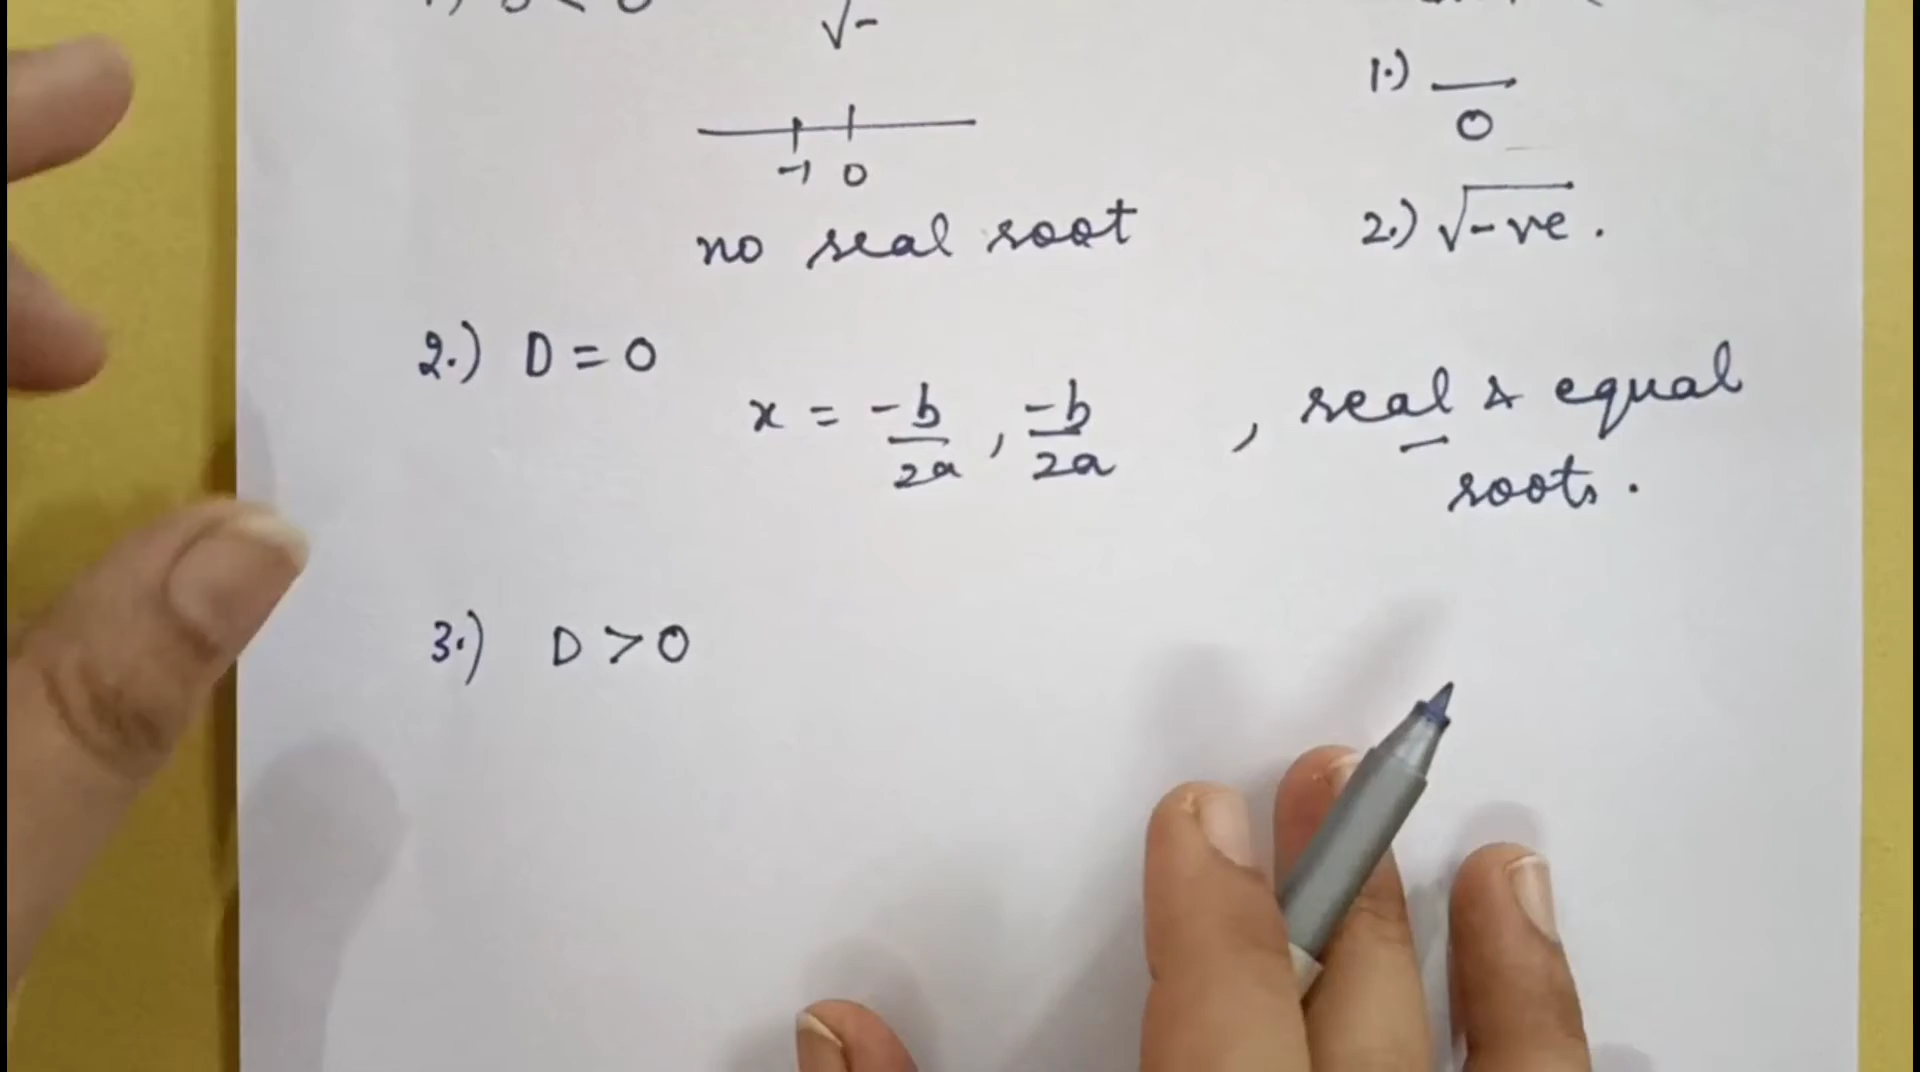 √-
1.) —/0
-1 0
no real root
2.) √-ve .
2.) D = 0
x = -b/2a , -b/2a , real & equal
roots .
3.) D > 0